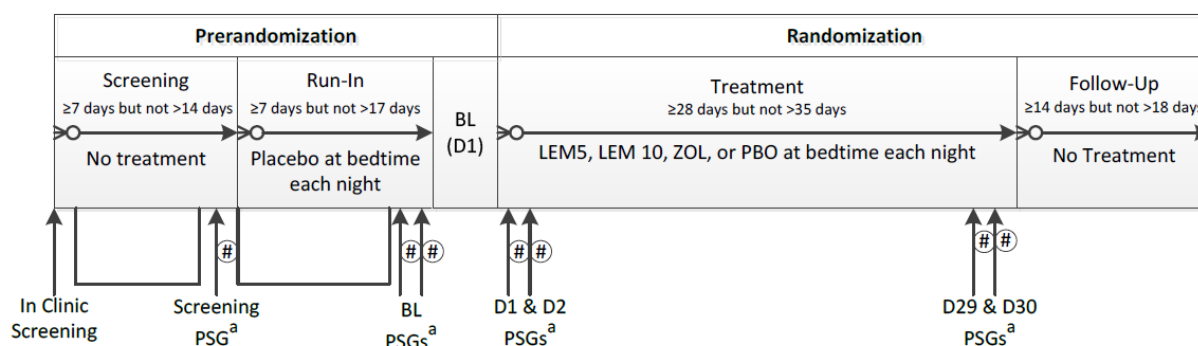 Prerandomization
Randomization
Screening
≥7 days but not >14 days
No treatment
Run-In
≥7 days but not >17 days
Placebo at bedtime
each night
BL
(D1)
Treatment
≥28 days but not >35 days
LEM5, LEM 10, ZOL, or PBO at bedtime each night
Follow-Up
≥14 days but not >18 days
No Treatment
# # # # # # #
In Clinic
Screening
Screening
PSGa
BL
PSGsa
D1 & D2
PSGsa
D29 & D30
PSGsa